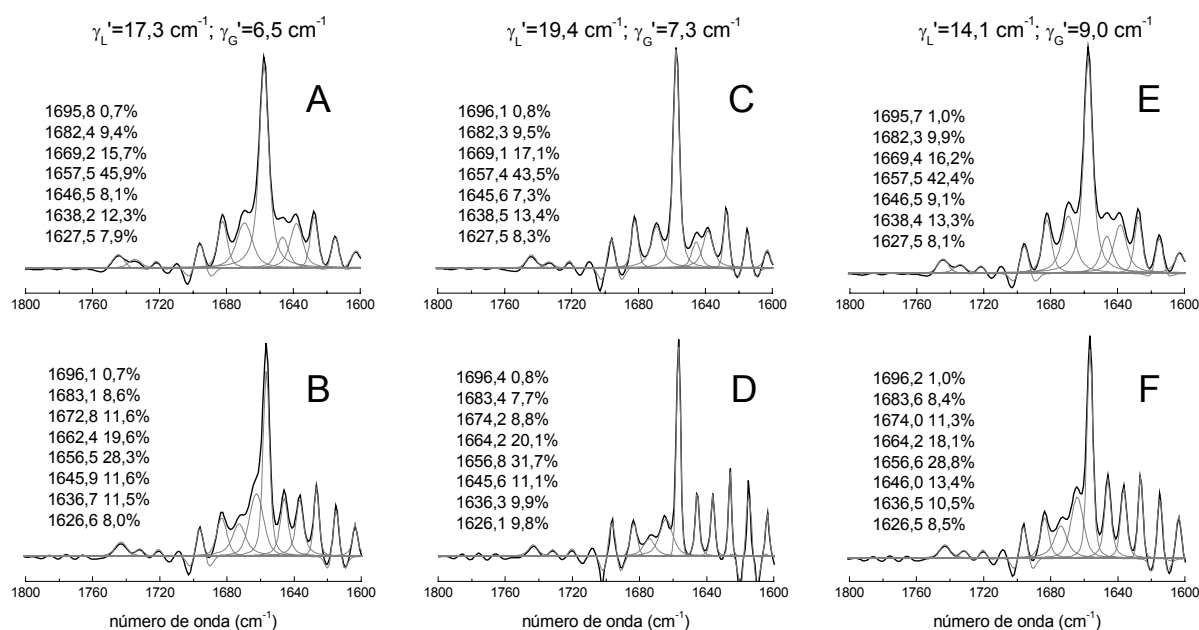 γL'=17,3 cm-1; γG'=6,5 cm-1
γL'=19,4 cm-1; γG'=7,3 cm-1
γL'=14,1 cm-1; γG'=9,0 cm-1
A
1695,8 0,7%
1682,4 9,4%
1669,2 15,7%
1657,5 45,9%
1646,5 8,1%
1638,2 12,3%
1627,5 7,9%
1800 1760 1720 1680 1640 1600
C
1696,1 0,8%
1682,3 9,5%
1669,1 17,1%
1657,4 43,5%
1645,6 7,3%
1638,5 13,4%
1627,5 8,3%
1800 1760 1720 1680 1640 1600
E
1695,7 1,0%
1682,3 9,9%
1669,4 16,2%
1657,5 42,4%
1646,5 9,1%
1638,4 13,3%
1627,5 8,1%
1800 1760 1720 1680 1640 1600
B
1696,1 0,7%
1683,1 8,6%
1672,8 11,6%
1662,4 19,6%
1656,5 28,3%
1645,9 11,6%
1636,7 11,5%
1626,6 8,0%
1800 1760 1720 1680 1640 1600
número de onda (cm-1)
D
1696,4 0,8%
1683,4 7,7%
1674,2 8,8%
1664,2 20,1%
1656,8 31,7%
1645,6 11,1%
1636,3 9,9%
1626,1 9,8%
1800 1760 1720 1680 1640 1600
número de onda (cm-1)
F
1696,2 1,0%
1683,6 8,4%
1674,0 11,3%
1664,2 18,1%
1656,6 28,8%
1646,0 13,4%
1636,5 10,5%
1626,5 8,5%
1800 1760 1720 1680 1640 1600
número de onda (cm-1)